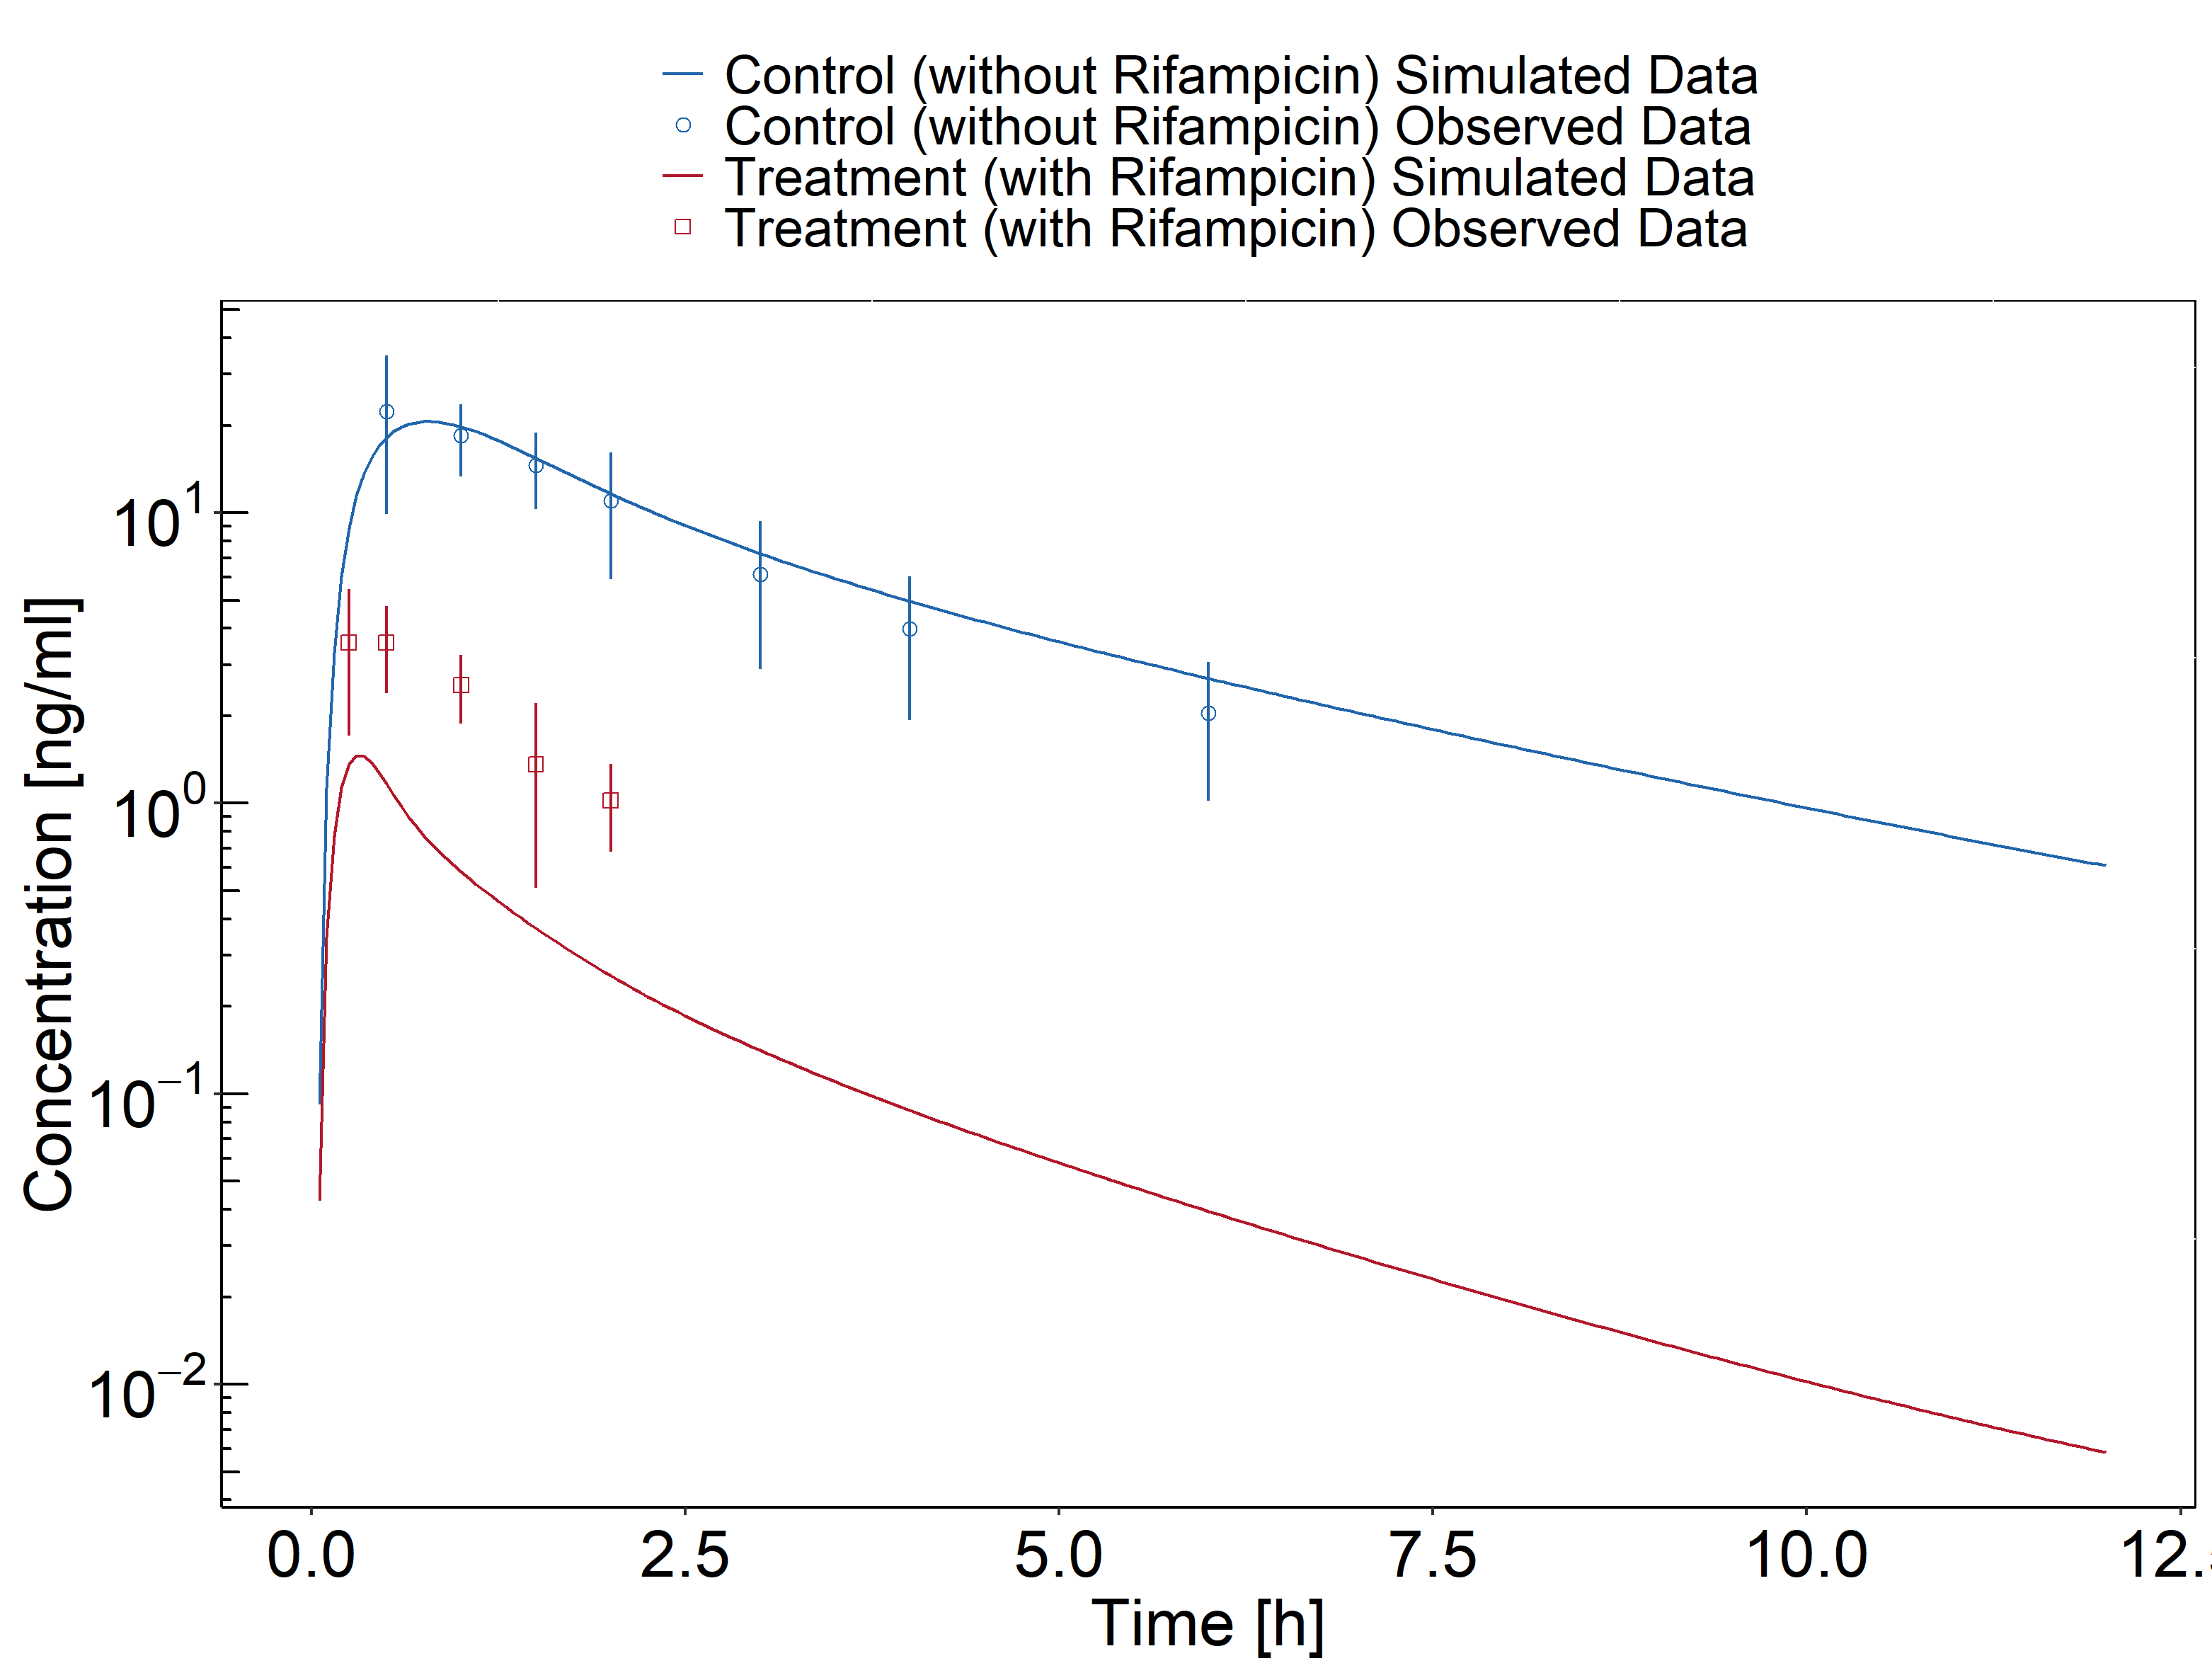 Control (without Rifampicin) Simulated Data
Control (without Rifampicin) Observed Data
Treatment (with Rifampicin) Simulated Data
Treatment (with Rifampicin) Observed Data
Concentration [ng/ml]
10^1
10^0
10^−1
10^−2
0.0 2.5 5.0 7.5 10.0 12.
Time [h]